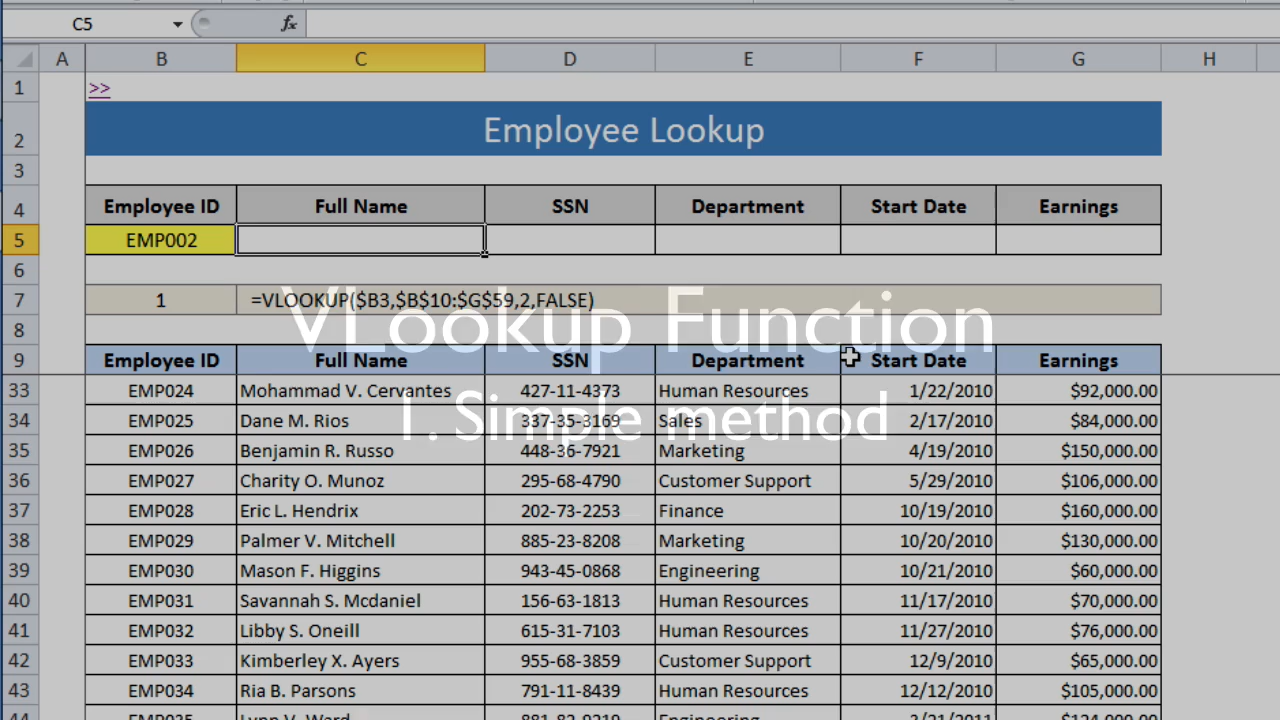 C5 fx
A B C D E F G H
1 >>
2 Employee Lookup
3
4 Employee ID Full Name SSN Department Start Date Earnings
5 EMP002
6
7 1 =VLOOKUP($B3,$B$10:$G$59,2,FALSE)
VLookup Function
8
9 Employee ID Full Name SSN Department Start Date Earnings
33 EMP024 Mohammad V. Cervantes 427-11-4373 Human Resources 1/22/2010 $92,000.00
1. Simple method
34 EMP025 Dane M. Rios 337-35-3169 Sales 2/17/2010 $84,000.00
35 EMP026 Benjamin R. Russo 448-36-7921 Marketing 4/19/2010 $150,000.00
36 EMP027 Charity O. Munoz 295-68-4790 Customer Support 5/29/2010 $106,000.00
37 EMP028 Eric L. Hendrix 202-73-2253 Finance 10/19/2010 $160,000.00
38 EMP029 Palmer V. Mitchell 885-23-8208 Marketing 10/20/2010 $130,000.00
39 EMP030 Mason F. Higgins 943-45-0868 Engineering 10/21/2010 $60,000.00
40 EMP031 Savannah S. Mcdaniel 156-63-1813 Human Resources 11/17/2010 $70,000.00
41 EMP032 Libby S. Oneill 615-31-7103 Human Resources 11/27/2010 $76,000.00
42 EMP033 Kimberley X. Ayers 955-68-3859 Customer Support 12/9/2010 $65,000.00
43 EMP034 Ria B. Parsons 791-11-8439 Human Resources 12/12/2010 $105,000.00